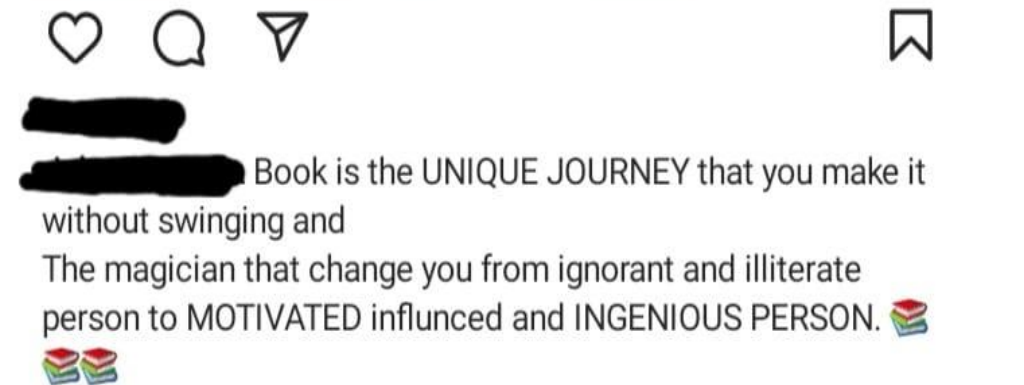 Book is the UNIQUE JOURNEY that you make it
without swinging and
The magician that change you from ignorant and illiterate
person to MOTIVATED influnced and INGENIOUS PERSON. 📚
📚📚